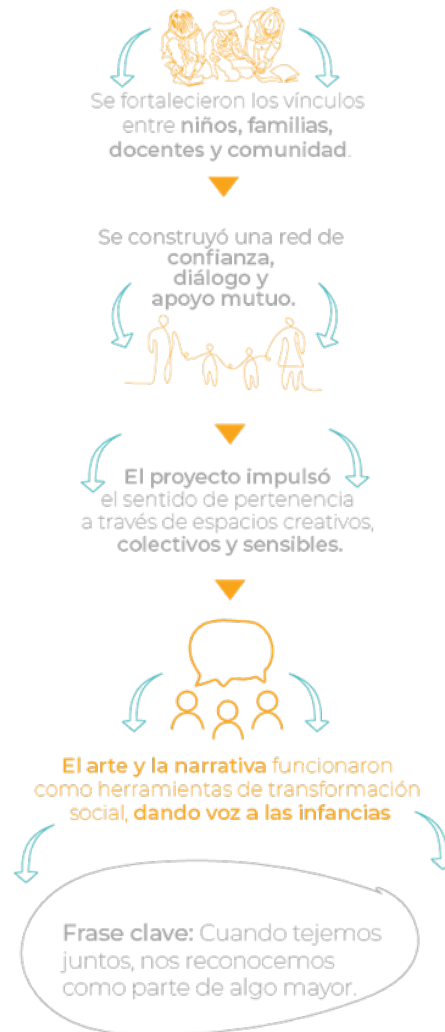 Se fortalecieron los vínculos
entre niños, familias,
docentes y comunidad.
Se construyó una red de
confianza,
diálogo y
apoyo mutuo.
El proyecto impulsó
el sentido de pertenencia
a través de espacios creativos,
colectivos y sensibles.
El arte y la narrativa funcionaron
como herramientas de transformación
social, dando voz a las infancias
Frase clave: Cuando tejemos
juntos, nos reconocemos
como parte de algo mayor.